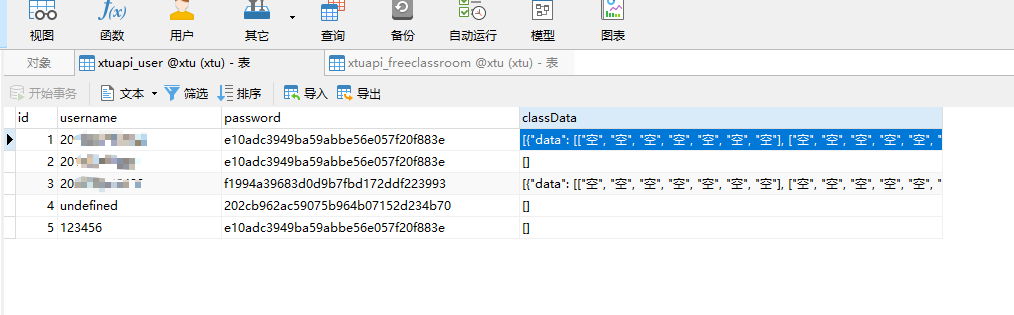 视图 函数 用户 其它 查询 备份 自动运行 模型 图表
对象 xtuapi_user @xtu (xtu) - 表 xtuapi_freeclassroom @xtu (xtu) - 表
开始事务 文本 筛选 排序 导入 导出
id username password classData
1 20 e10adc3949ba59abbe56e057f20f883e [{"data": [["空", "空", "空", "空", "空", "空", "空"], ["空", "空", "空", "空", "空", "
2 201 e10adc3949ba59abbe56e057f20f883e []
3 20 f1994a39683d0d9b7fbd172ddf223993 [{"data": [["空", "空", "空", "空", "空", "空", "空"], ["空", "空", "空", "空", "空", "
4 undefined 202cb962ac59075b964b07152d234b70 []
5 123456 e10adc3949ba59abbe56e057f20f883e []